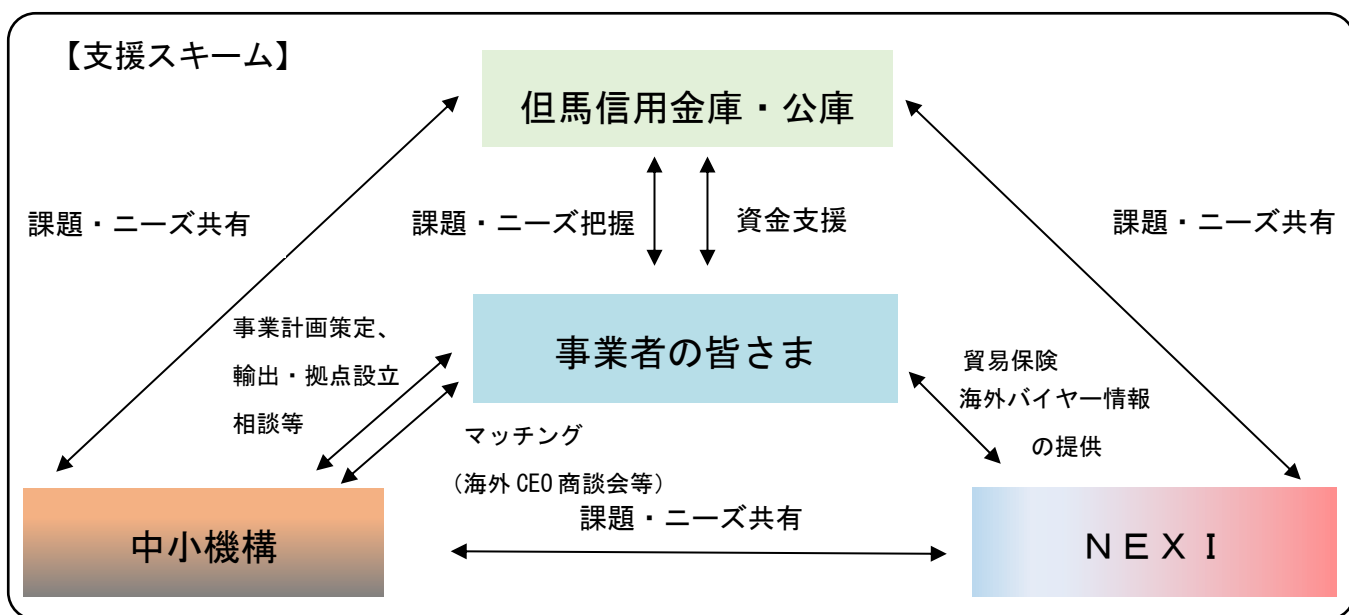 【支援スキーム】
但馬信用金庫・公庫
課題・ニーズ共有
課題・ニーズ把握
資金支援
課題・ニーズ共有
事業計画策定、
輸出・拠点設立
相談等
事業者の皆さま
貿易保険
海外バイヤー情報
の提供
マッチング
（海外 CEO 商談会等）
課題・ニーズ共有
中小機構
ＮＥＸＩ